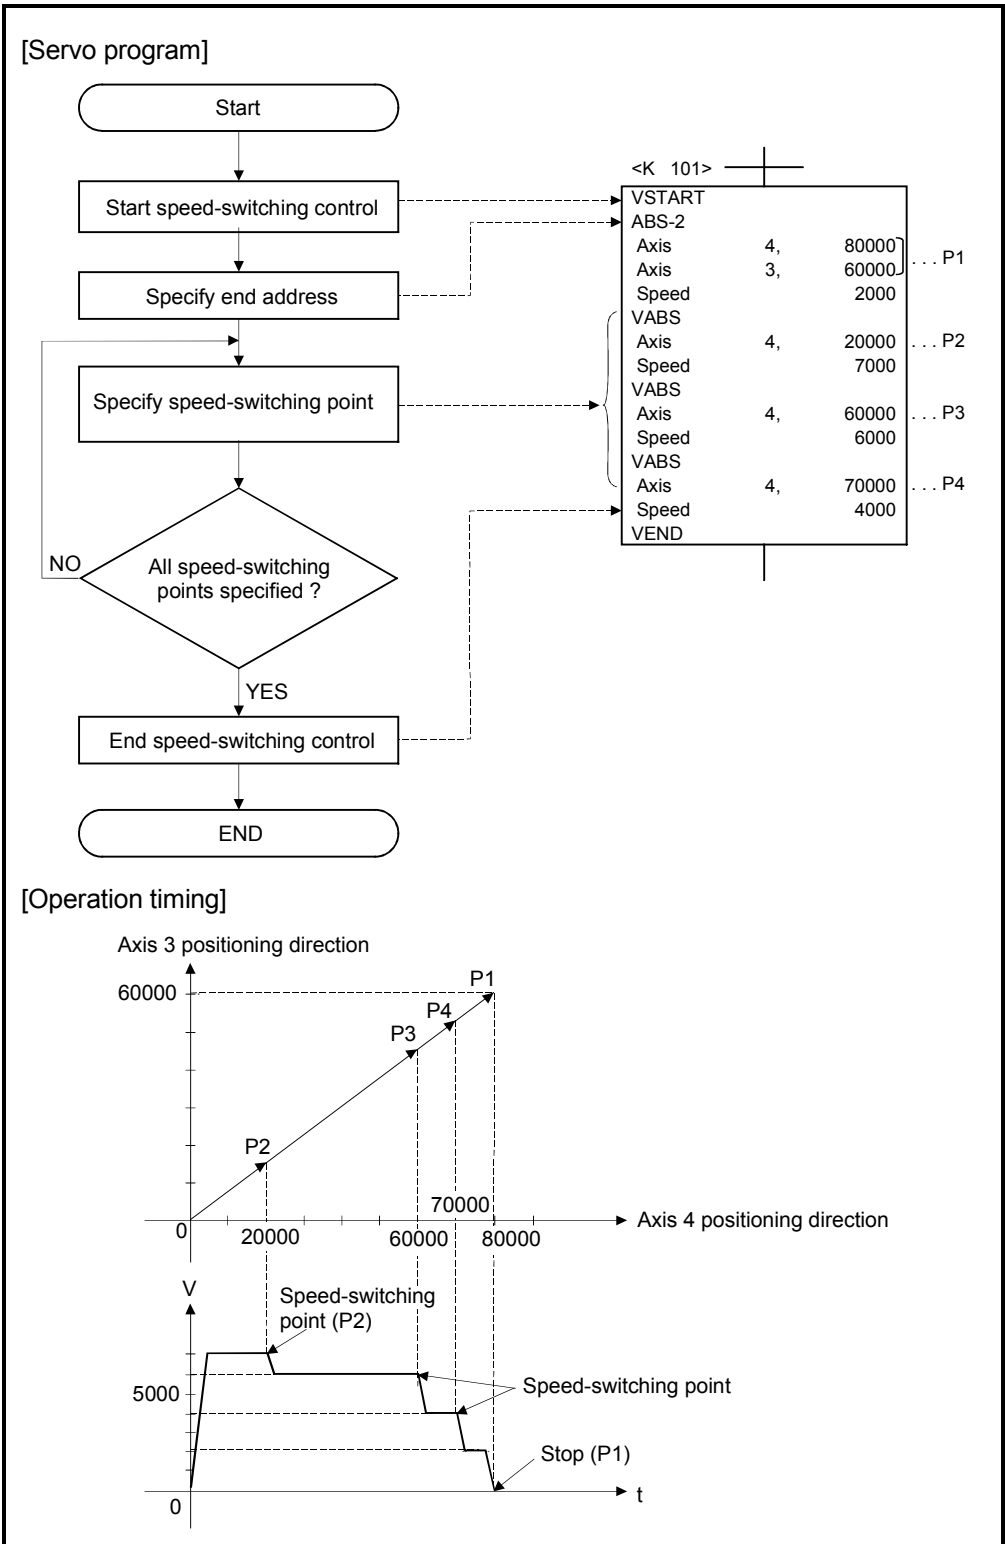 [Servo program]
Start
Start speed-switching control
Specify end address
Specify speed-switching point
NO
All speed-switching
points specified ?
YES
End speed-switching control
END
<K 101>
VSTART
ABS-2
Axis 4, 80000
Axis 3, 60000
. . . P1
Speed 2000
VABS
Axis 4, 20000 . . . P2
Speed 7000
VABS
Axis 4, 60000 . . . P3
Speed 6000
VABS
Axis 4, 70000 . . . P4
Speed 4000
VEND
[Operation timing]
Axis 3 positioning direction
60000
P1
P4
P3
P2
70000
0
20000
60000
80000
Axis 4 positioning direction
V
Speed-switching
point (P2)
5000
Speed-switching point
Stop (P1)
0
t